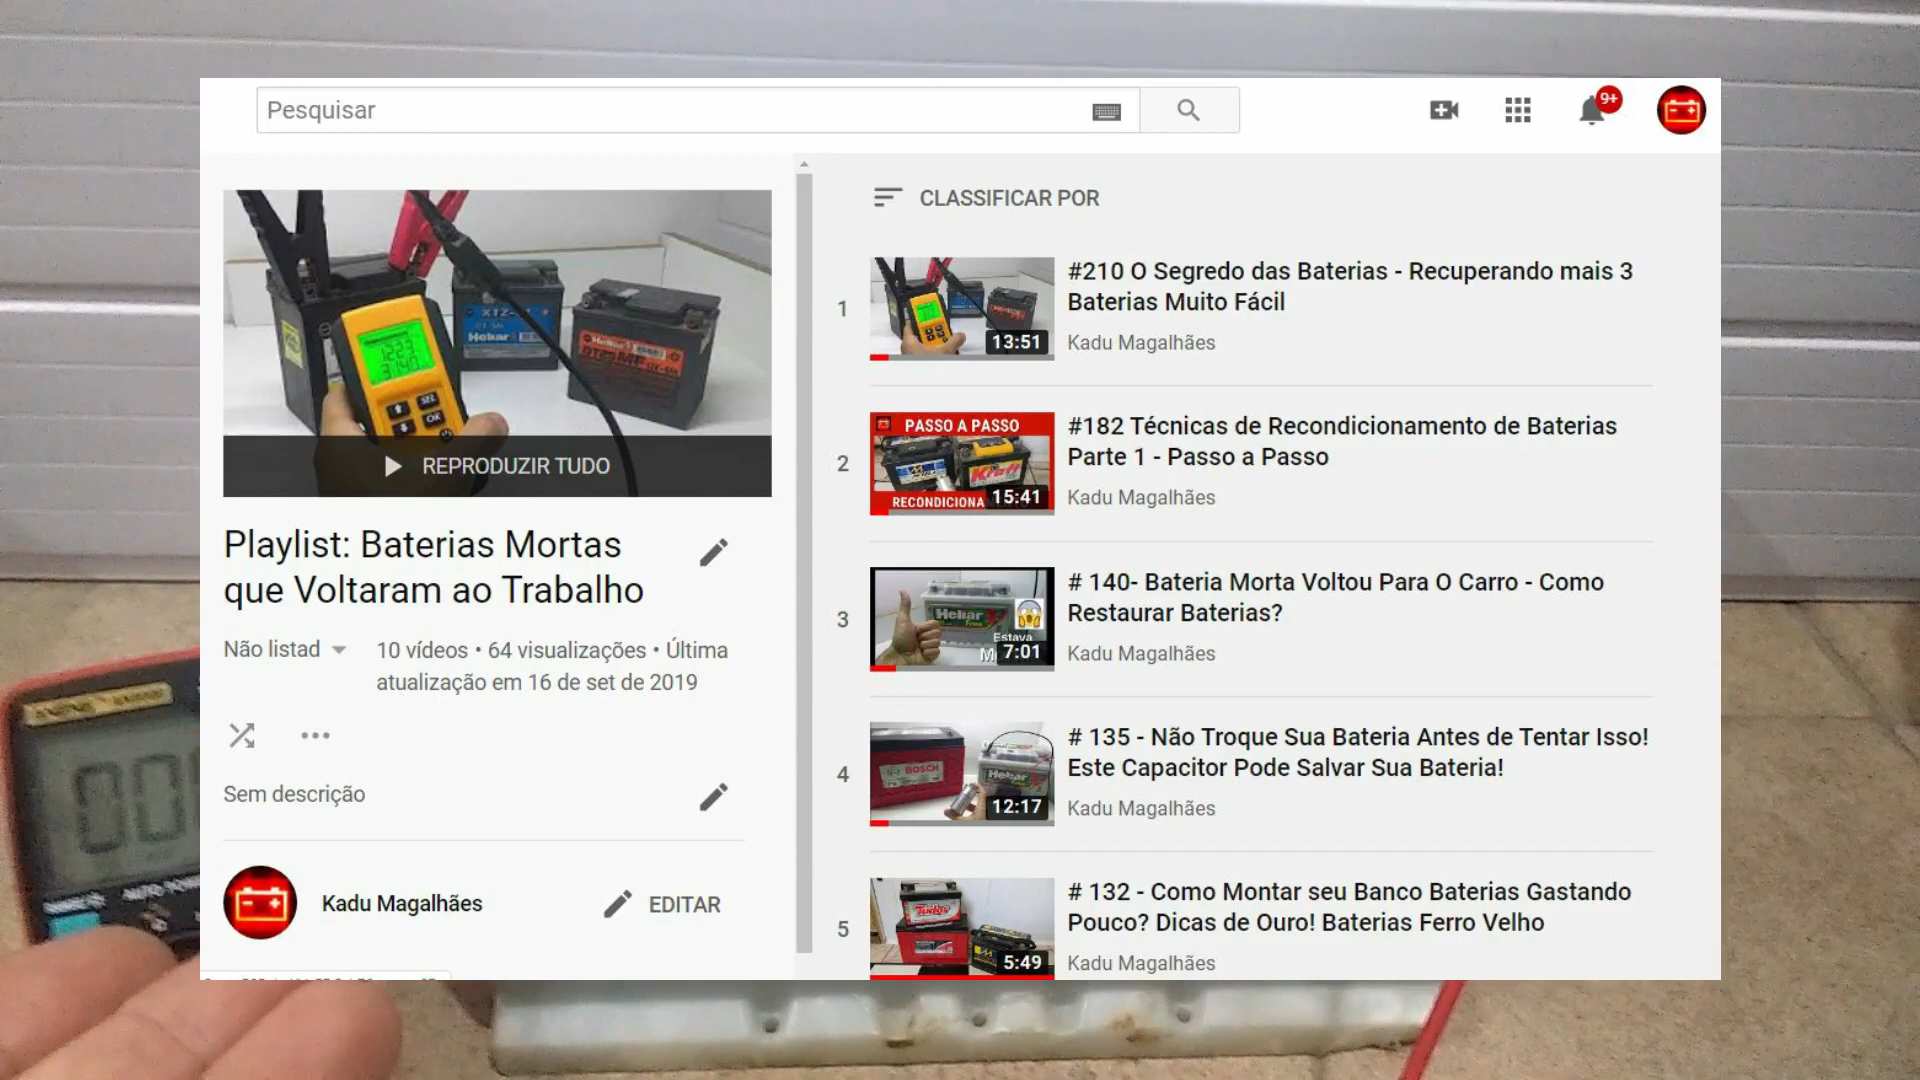 Pesquisar
9+
REPRODUZIR TUDO
Playlist: Baterias Mortas
que Voltaram ao Trabalho
Não listad
10 vídeos • 64 visualizações • Última
atualização em 16 de set de 2019
Sem descrição
Kadu Magalhães
EDITAR
CLASSIFICAR POR
1
13:51
#210 O Segredo das Baterias - Recuperando mais 3
Baterias Muito Fácil
Kadu Magalhães
2
PASSO A PASSO
Kraft
RECONDICIONA
15:41
#182 Técnicas de Recondicionamento de Baterias
Parte 1 - Passo a Passo
Kadu Magalhães
3
Heliar
Free
Estava
M
7:01
# 140- Bateria Morta Voltou Para O Carro - Como
Restaurar Baterias?
Kadu Magalhães
4
BOSCH
Heliar
12:17
# 135 - Não Troque Sua Bateria Antes de Tentar Isso!
Este Capacitor Pode Salvar Sua Bateria!
Kadu Magalhães
5
Tudor
5:49
# 132 - Como Montar seu Banco Baterias Gastando
Pouco? Dicas de Ouro! Baterias Ferro Velho
Kadu Magalhães